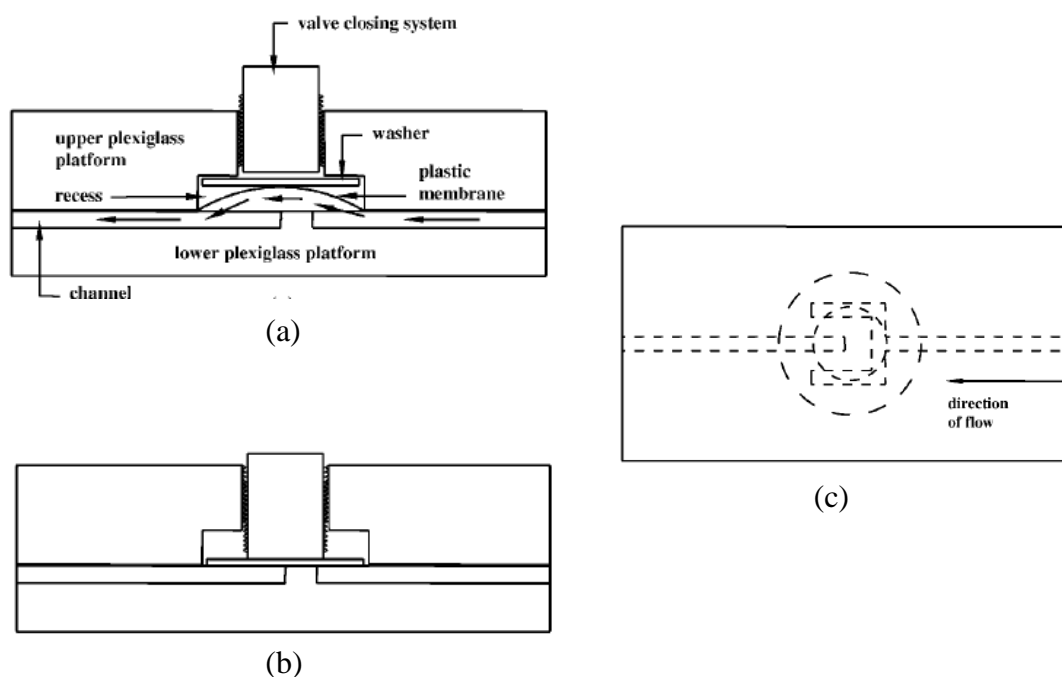 valve closing system
upper plexiglass
platform
washer
plastic
membrane
recess
lower plexiglass platform
channel
(a)
direction
of flow
(c)
(b)